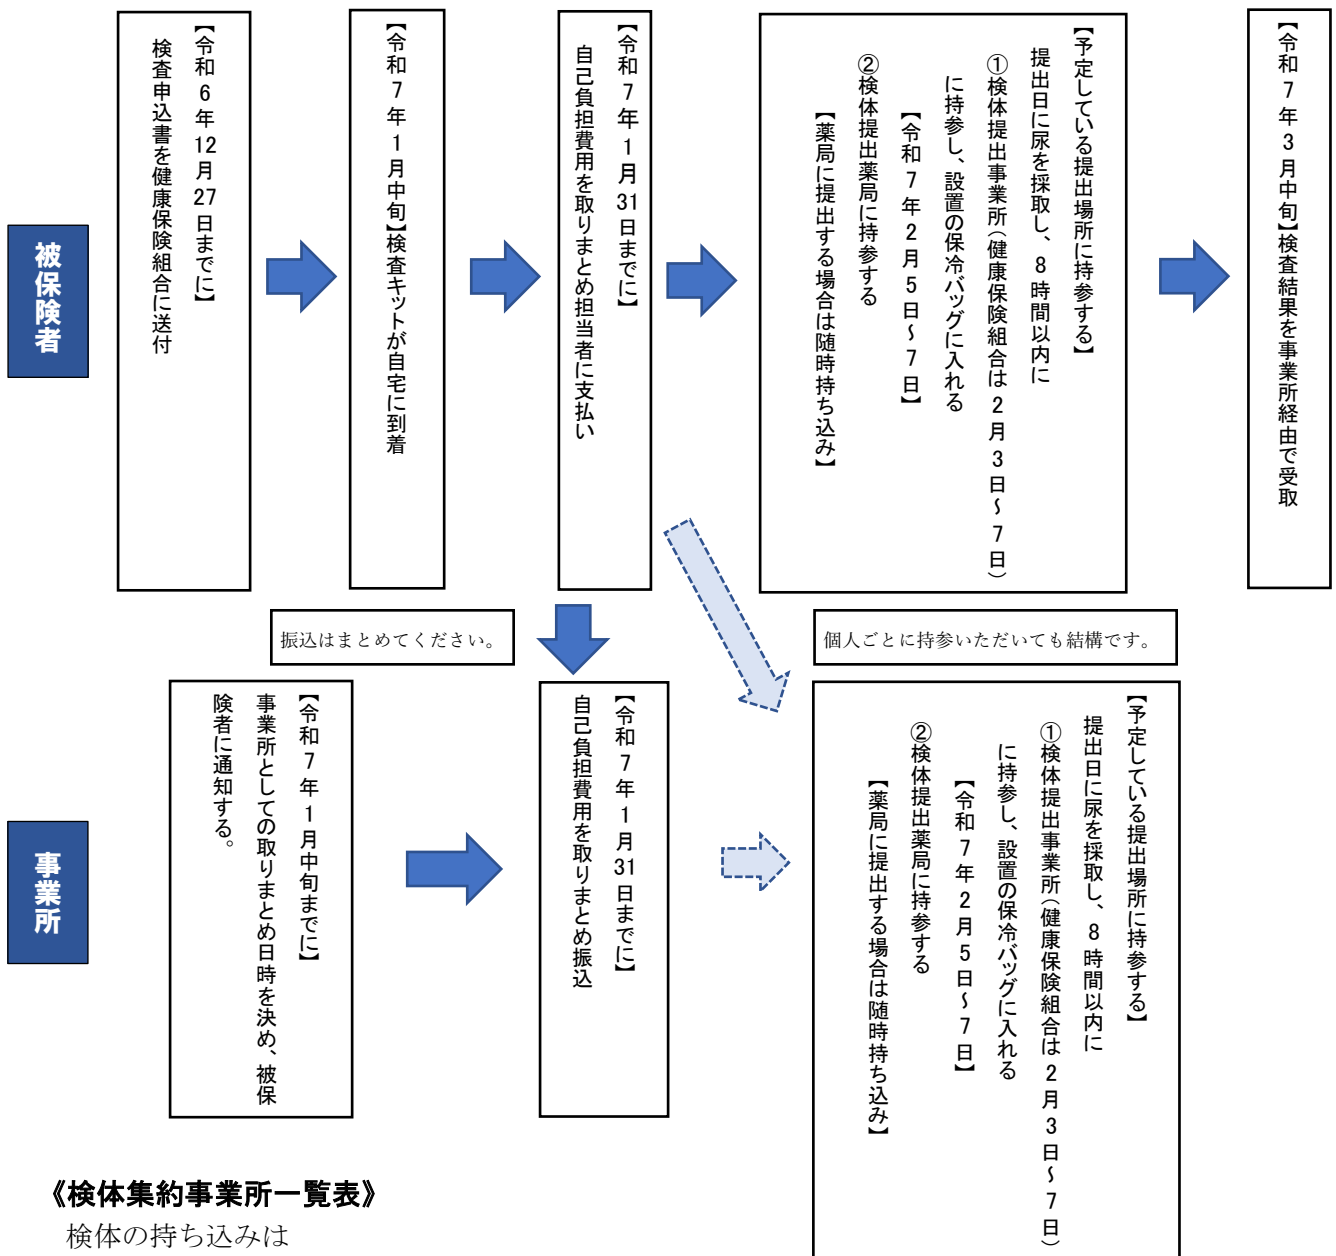 被保険者
【令和6年12月27日までに】
検査申込書を健康保険組合に送付
【令和7年1月中旬】検査キットが自宅に到着
【令和7年1月31日までに】
自己負担費用を取りまとめ担当者に支払い
【予定している提出場所に持参する】
提出日に尿を採取し、8時間以内に
①検体提出事業所（健康保険組合は2月3日～7日）
に持参し、設置の保冷バッグに入れる
【令和7年2月5日～7日】
②検体提出薬局に持参する
【薬局に提出する場合は随時持ち込み】
【令和7年3月中旬】検査結果を事業所経由で受取
振込はまとめてください。
個人ごとに持参いただいても結構です。
事業所
【令和7年1月中旬までに】
事業所としての取りまとめ日時を決め、被保
険者に通知する。
【令和7年1月31日までに】
自己負担費用を取りまとめ振込
【予定している提出場所に持参する】
提出日に尿を採取し、8時間以内に
①検体提出事業所（健康保険組合は2月3日～7日）
に持参し、設置の保冷バッグに入れる
【令和7年2月5日～7日】
②検体提出薬局に持参する
【薬局に提出する場合は随時持ち込み】
《検体集約事業所一覧表》
検体の持ち込みは